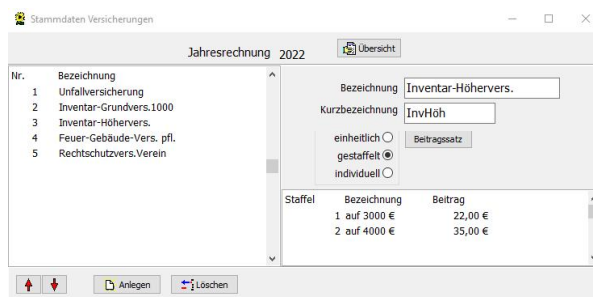 Stammdaten Versicherungen
Jahresrechnung 2022 Übersicht
Nr. Bezeichnung
1 Unfallversicherung
2 Inventar-Grundvers.1000
3 Inventar-Höhervers.
4 Feuer-Gebäude-Vers. pfl.
5 Rechtschutzvers.Verein
Bezeichnung Inventar-Höhervers.
Kurzbezeichnung InvHöh
einheitlich Beitragssatz
gestaffelt
individuell
Staffel Bezeichnung Beitrag
1 auf 3000 € 22,00 €
2 auf 4000 € 35,00 €
Anlegen Löschen